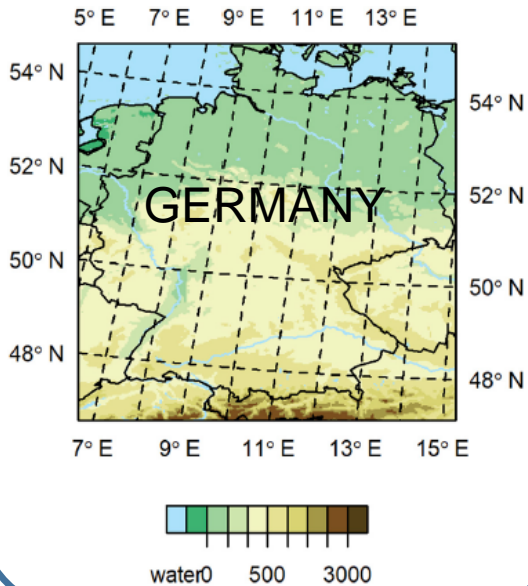 5° E 7° E 9° E 11° E 13° E
54° N
54° N
52° N
52° N
GERMANY
50° N
50° N
48° N
48° N
7° E 9° E 11° E 13° E 15° E
water0 500 3000